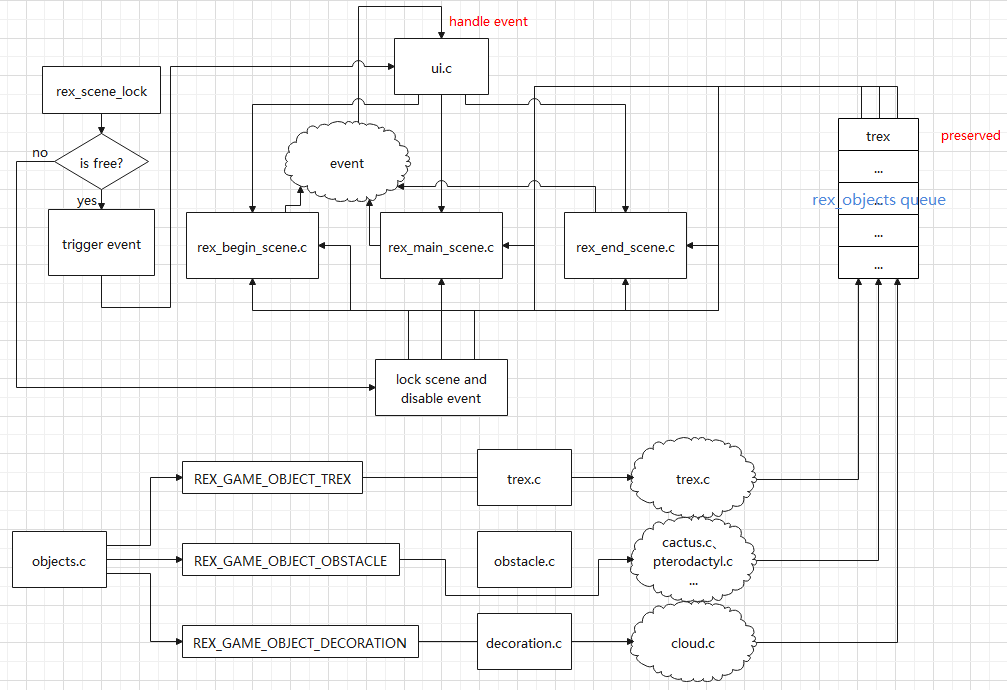 handle event
ui.c
rex_scene_lock
no
is free?
yes
trigger event
event
rex_begin_scene.c
rex_main_scene.c
rex_end_scene.c
trex
preserved
...
rex_objects queue
...
...
...
lock scene and
disable event
REX_GAME_OBJECT_TREX
trex.c
trex.c
objects.c
REX_GAME_OBJECT_OBSTACLE
obstacle.c
cactus.c、
pterodactyl.c
...
REX_GAME_OBJECT_DECORATION
decoration.c
cloud.c